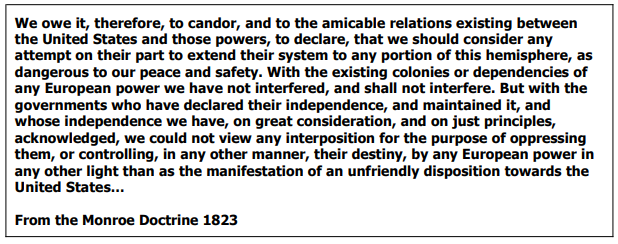 We owe it, therefore, to candor, and to the amicable relations existing between
the United States and those powers, to declare, that we should consider any
attempt on their part to extend their system to any portion of this hemisphere, as
dangerous to our peace and safety. With the existing colonies or dependencies of
any European power we have not interfered, and shall not interfere. But with the
governments who have declared their independence, and maintained it, and
whose independence we have, on great consideration, and on just principles,
acknowledged, we could not view any interposition for the purpose of oppressing
them, or controlling, in any other manner, their destiny, by any European power in
any other light than as the manifestation of an unfriendly disposition towards the
United States...
From the Monroe Doctrine 1823